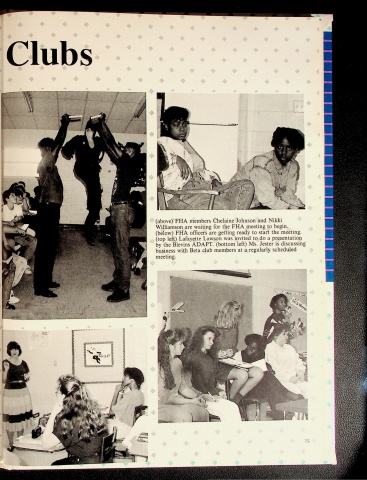 Clubs
(above) FHA members Chelaine Johnson and Nikki
Williamson are waiting for the FHA meeting to begin.
(below) FHA officers are getting ready to start the meeting.
(top left) Lafayette Lawson was invited to do a presentation
by the Blevins ADAPT. (bottom left) Ms. Jester is discussing
business with Beta club members at a regularly scheduled
meeting.